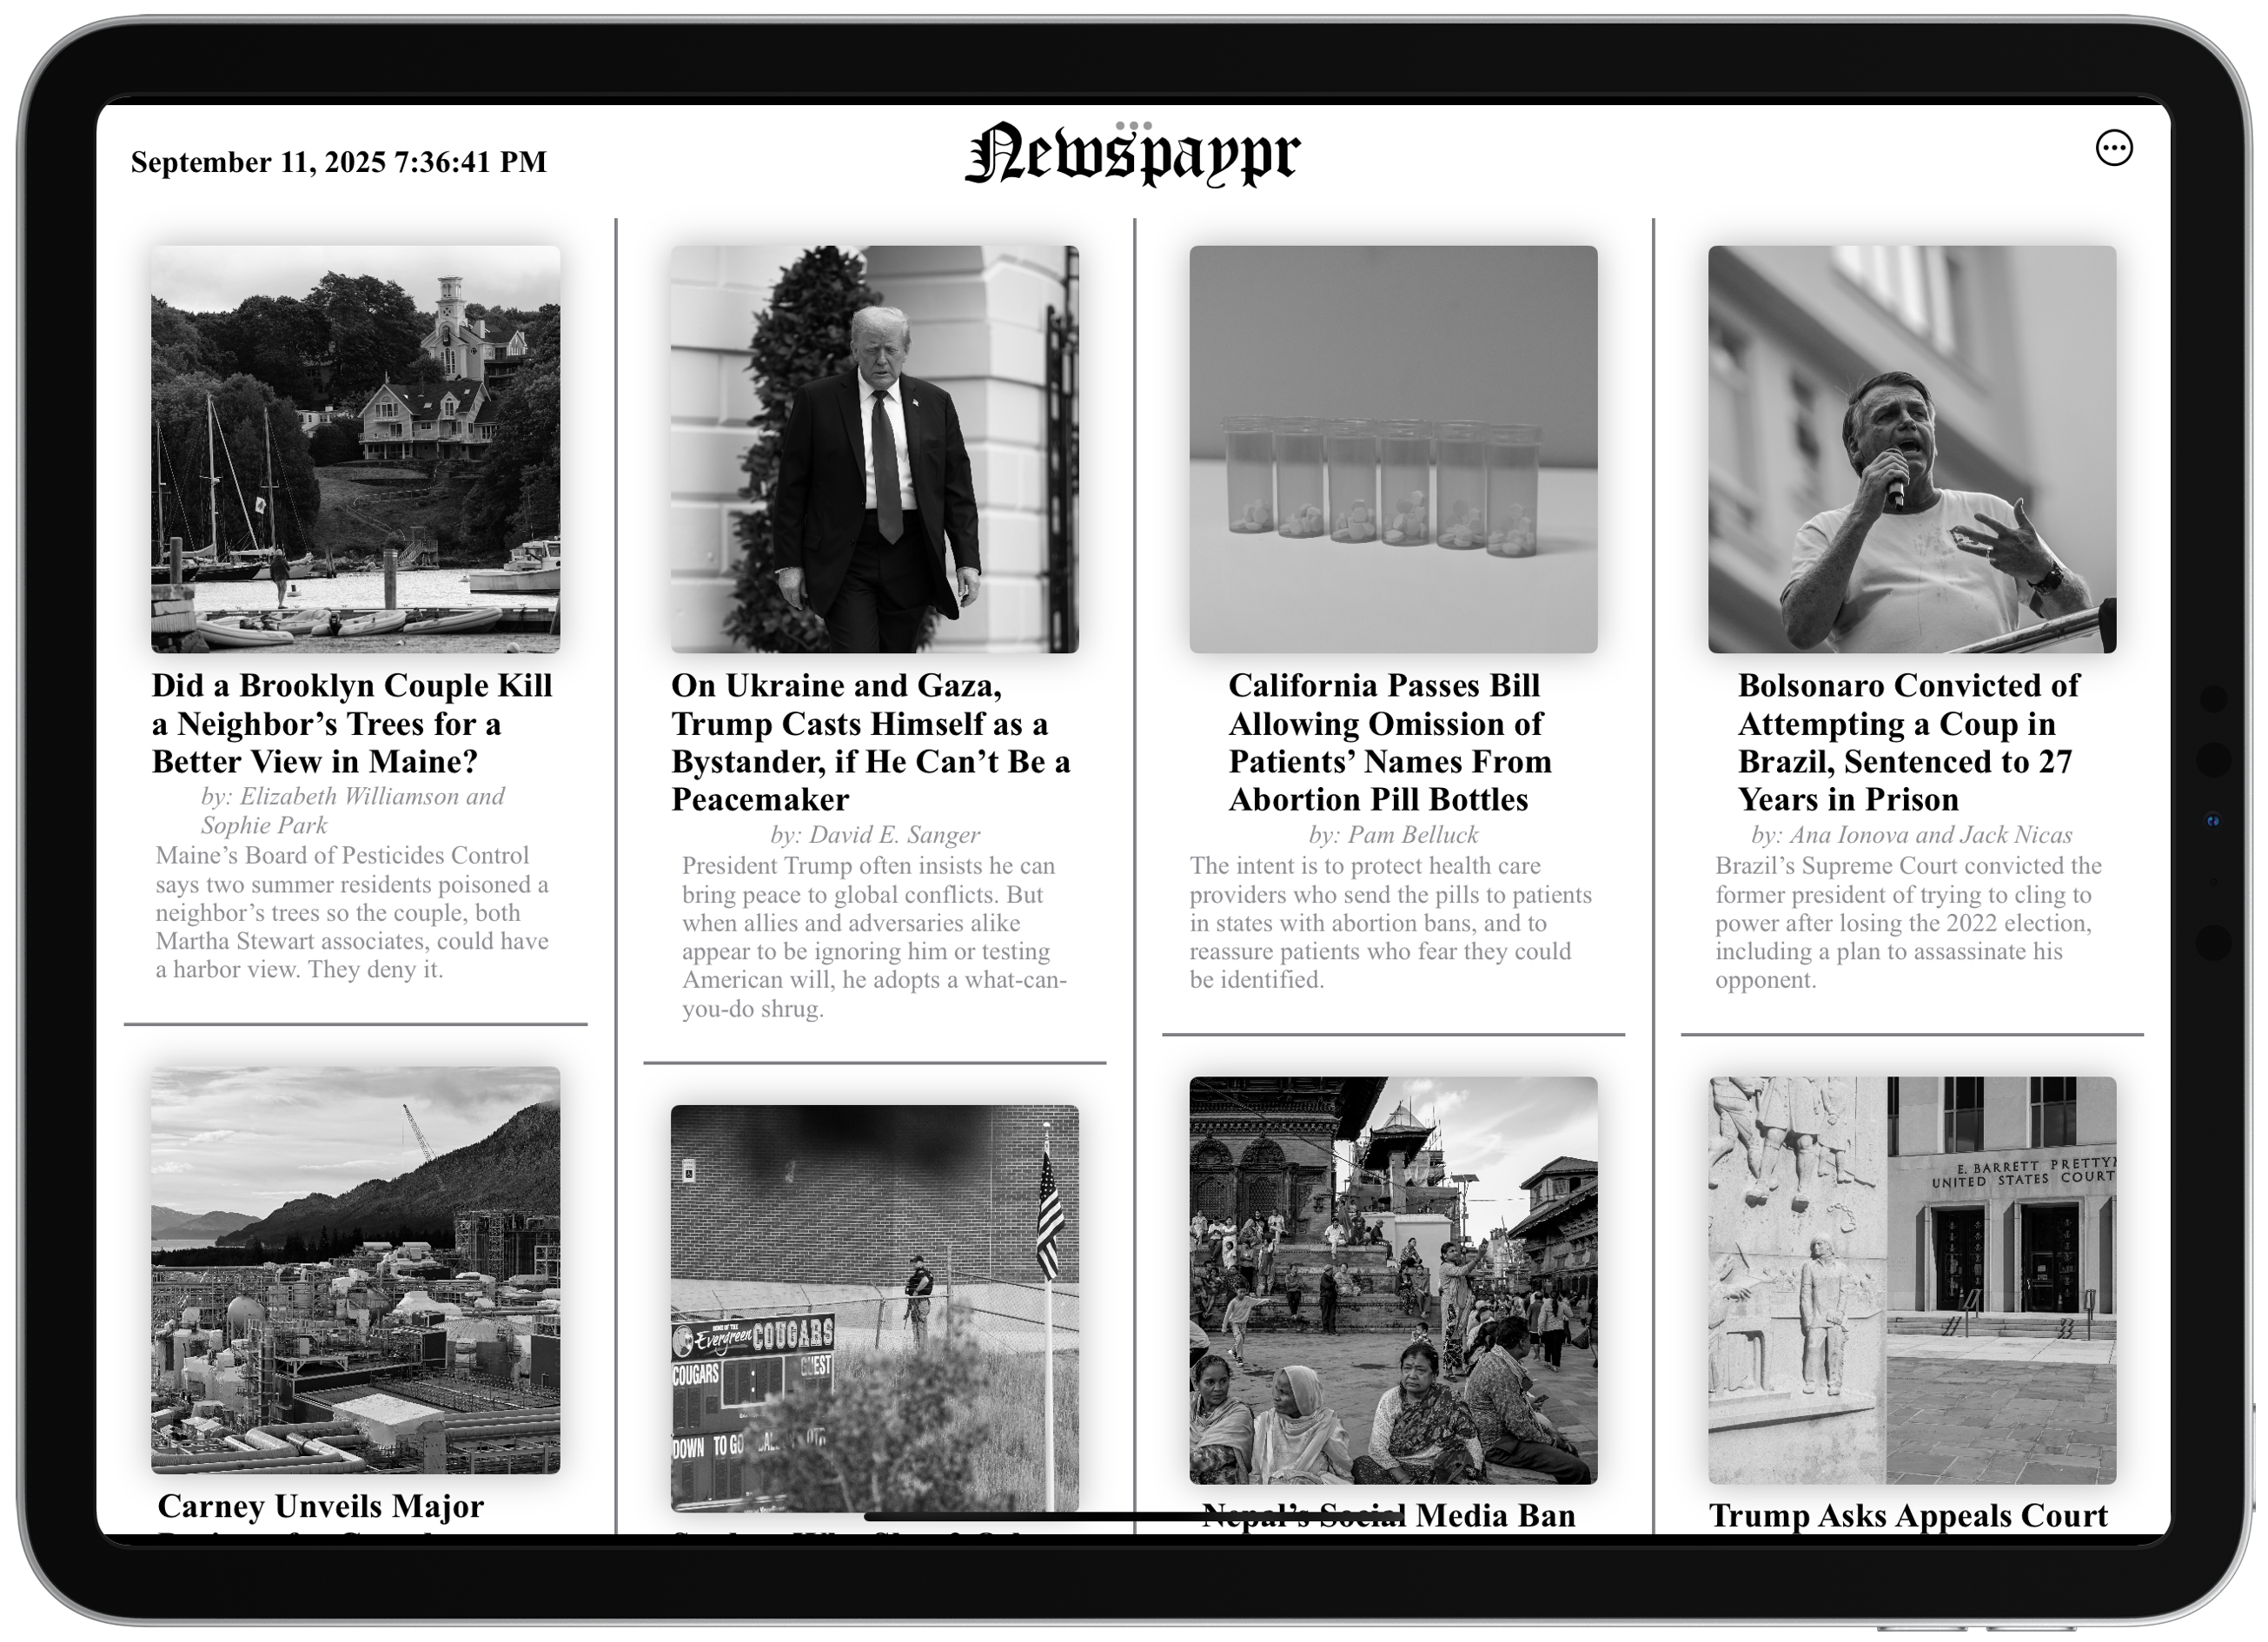 September 11, 2025 7:36:41 PM
Newspaypr
Did a Brooklyn Couple Kill
a Neighbor’s Trees for a
Better View in Maine?
by: Elizabeth Williamson and
Sophie Park
Maine’s Board of Pesticides Control
says two summer residents poisoned a
neighbor’s trees so the couple, both
Martha Stewart associates, could have
a harbor view. They deny it.
Carney Unveils Major
On Ukraine and Gaza,
Trump Casts Himself as a
Bystander, if He Can’t Be a
Peacemaker
by: David E. Sanger
President Trump often insists he can
bring peace to global conflicts. But
when allies and adversaries alike
appear to be ignoring him or testing
American will, he adopts a what-can-
you-do shrug.
HOME OF THE
Evergreen COUGARS
COUGARS GUEST
DOWN TO GO
California Passes Bill
Allowing Omission of
Patients’ Names From
Abortion Pill Bottles
by: Pam Belluck
The intent is to protect health care
providers who send the pills to patients
in states with abortion bans, and to
reassure patients who fear they could
be identified.
Nepal’s Social Media Ban
Bolsonaro Convicted of
Attempting a Coup in
Brazil, Sentenced to 27
Years in Prison
by: Ana Ionova and Jack Nicas
Brazil’s Supreme Court convicted the
former president of trying to cling to
power after losing the 2022 election,
including a plan to assassinate his
opponent.
E. BARRETT PRETTY
UNITED STATES COURT
Trump Asks Appeals Court